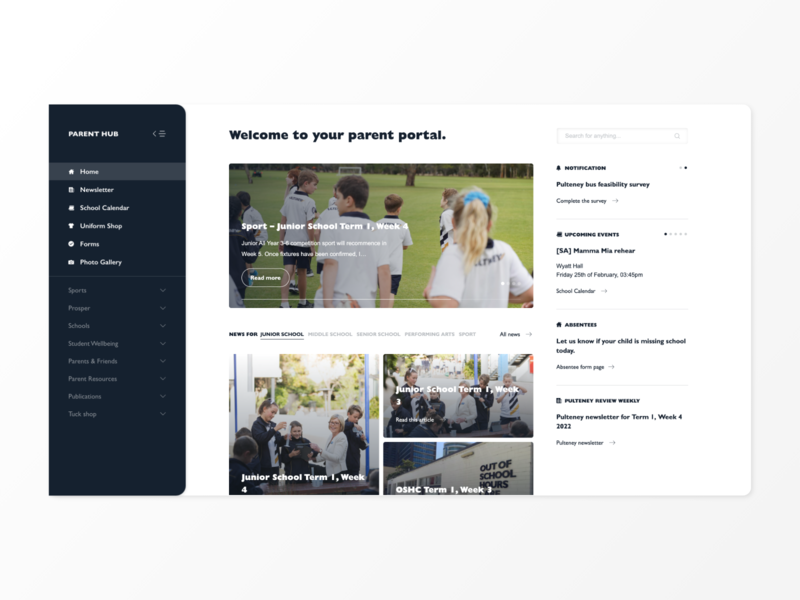 PARENT HUB
Home
Newsletter
School Calendar
Uniform Shop
Forms
Photo Gallery
Sports
Prosper
Schools
Student Wellbeing
Parents & Friends
Parent Resources
Publications
Tuck shop
Welcome to your parent portal.
Sport – Junior School Term 1, Week 4
Junior All Year 3-6 competition sport will recommence in
Week 5. Once fixtures have been confirmed, l...
Read more
NEWS FOR JUNIOR SCHOOL MIDDLE SCHOOL SENIOR SCHOOL PERFORMING ARTS SPORT
All news
Junior School Term 1, Week
4
Junior School Term 1, Week
3
Read this article
OUT OF
SCHOOL
HOURS
OSHC Term 1, Week 3
Search for anything...
NOTIFICATION
Pulteney bus feasibility survey
Complete the survey
UPCOMING EVENTS
[SA] Mamma Mia rehear
Wyatt Hall
Friday 25th of February, 03:45pm
School Calendar
ABSENTEES
Let us know if your child is missing school
today.
Absentee form page
PULTENEY REVIEW WEEKLY
Pulteney newsletter for Term 1, Week 4
2022
Pulteney newsletter